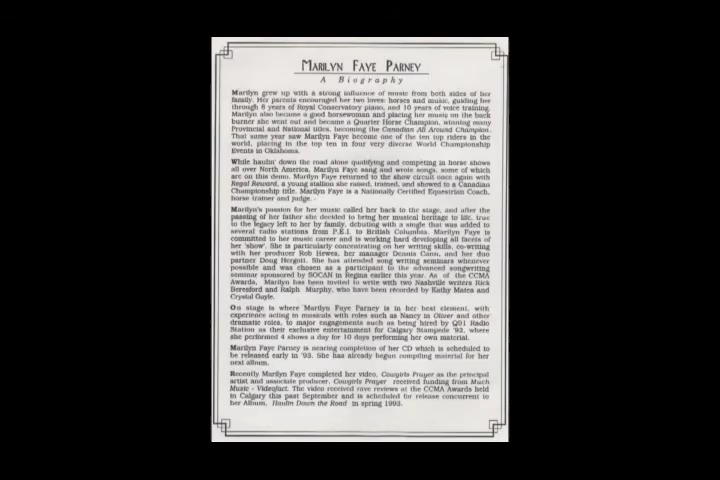 MARILYN FAYE PARNEY
A Biography
Marilyn grew up with a strong influence of music from both sides of her
family. Her parents encouraged her two loves: horses and music, guiding her
through 8 years of Royal Conservatory piano, and 10 years of voice training.
Marilyn also became a good horsewoman and placing her music on the back
burner she went out and became a Quarter Horse Champion, winning many
Provincial and National titles, becoming the Canadian All Around Champion.
That same year saw Marilyn Faye become one of the ten top riders in the
world, placing in the top ten in four very diverse World Championship
Events in Oklahoma.
While haulin' down the road alone qualifying and competing in horse shows
all over North America, Marilyn Faye sang and wrote songs, some of which
are on this demo. Marilyn Faye returned to the show circuit once again with
Regal Reward, a young stallion she raised, trained, and showed to a Canadian
Championship title. Marilyn Faye is a Nationally Certified Equestrian Coach,
horse trainer and judge.
Marilyn's passion for her music called her back to the stage, and after the
passing of her father she decided to bring her musical heritage to life, true
to the legacy left to her by family, debuting with a single that was added to
several radio stations from P.E.I. to British Columbia. Marilyn Faye is
committed to her music career and is working hard developing all facets of
her 'show'. She is particularly concentrating on her writing skills, co-writing
with her producer Rob Hewes, her manager Dennis Cann, and her duo
partner Doug Hergott. She has attended song writing seminars whenever
possible and was chosen as a participant to the advanced songwriting
seminar sponsored by SOCAN in Regina earlier this year. As of the CCMA
Awards, Marilyn has been invited to write with two Nashville writers Rick
Beresford and Ralph Murphy, who have been recorded by Kathy Matea and
Crystal Gayle.
On stage is where Marilyn Faye Parney is in her best element, with
experience acting in musicals with roles such as Nancy in Oliver and other
dramatic roles, to major engagements such as being hired by Q91 Radio
Station as their exclusive entertainment for Calgary Stampede '92, where
she performed 4 shows a day for 10 days performing her own material.
Marilyn Faye Parney is nearing completion of her CD which is scheduled to
be released early in '93. She has already begun compiling material for her
next album.
Recently Marilyn Faye completed her video, Cowgirls Prayer as the principal
artist and associate producer. Cowgirls Prayer received funding from Much
Music - Videofact. The video received rave reviews at the CCMA Awards held
in Calgary this past September and is scheduled for release concurrent to
her Album, Haulin Down the Road in spring 1993.